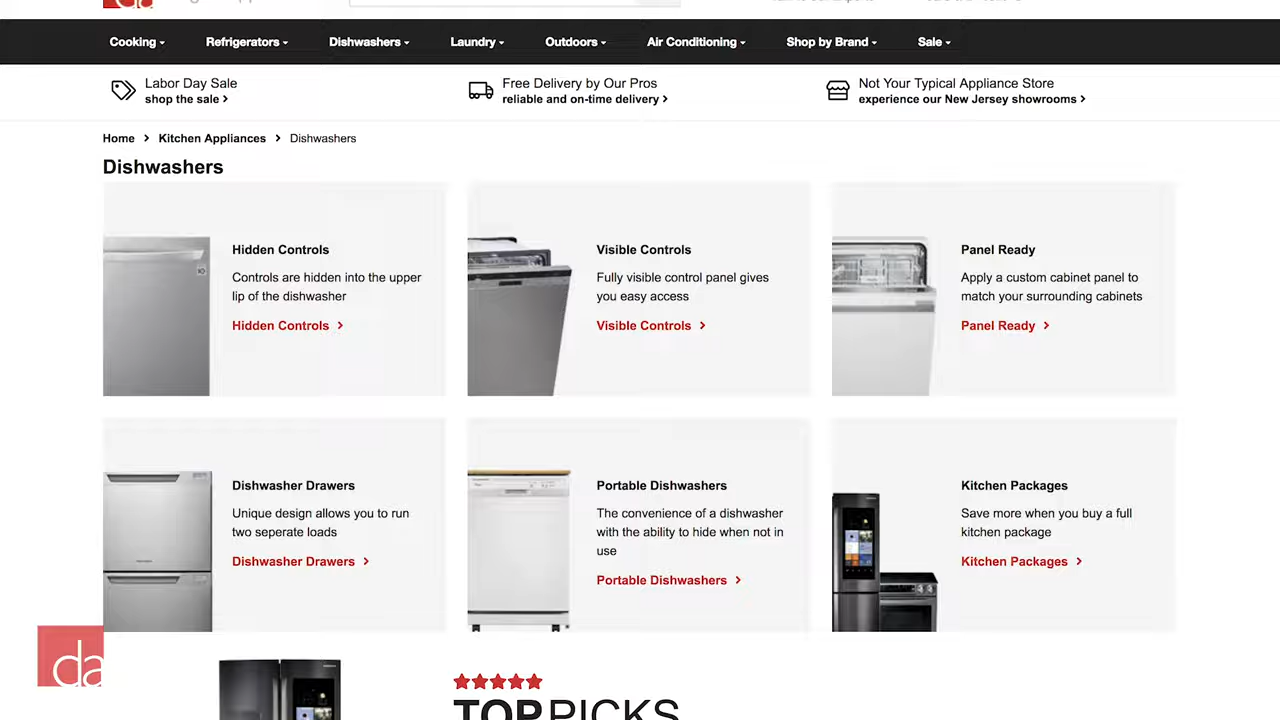 Cooking
Refrigerators
Dishwashers
Laundry
Outdoors
Air Conditioning
Shop by Brand
Sale
Labor Day Sale
shop the sale
Free Delivery by Our Pros
reliable and on-time delivery
Not Your Typical Appliance Store
experience our New Jersey showrooms
Home > Kitchen Appliances > Dishwashers
Dishwashers
Hidden Controls
Controls are hidden into the upper
lip of the dishwasher
Hidden Controls >
Visible Controls
Fully visible control panel gives
you easy access
Visible Controls >
Panel Ready
Apply a custom cabinet panel to
match your surrounding cabinets
Panel Ready >
Dishwasher Drawers
Unique design allows you to run
two seperate loads
Dishwasher Drawers >
Portable Dishwashers
The convenience of a dishwasher
with the ability to hide when not in
use
Portable Dishwashers >
Kitchen Packages
Save more when you buy a full
kitchen package
Kitchen Packages >
da
TOP PICKS